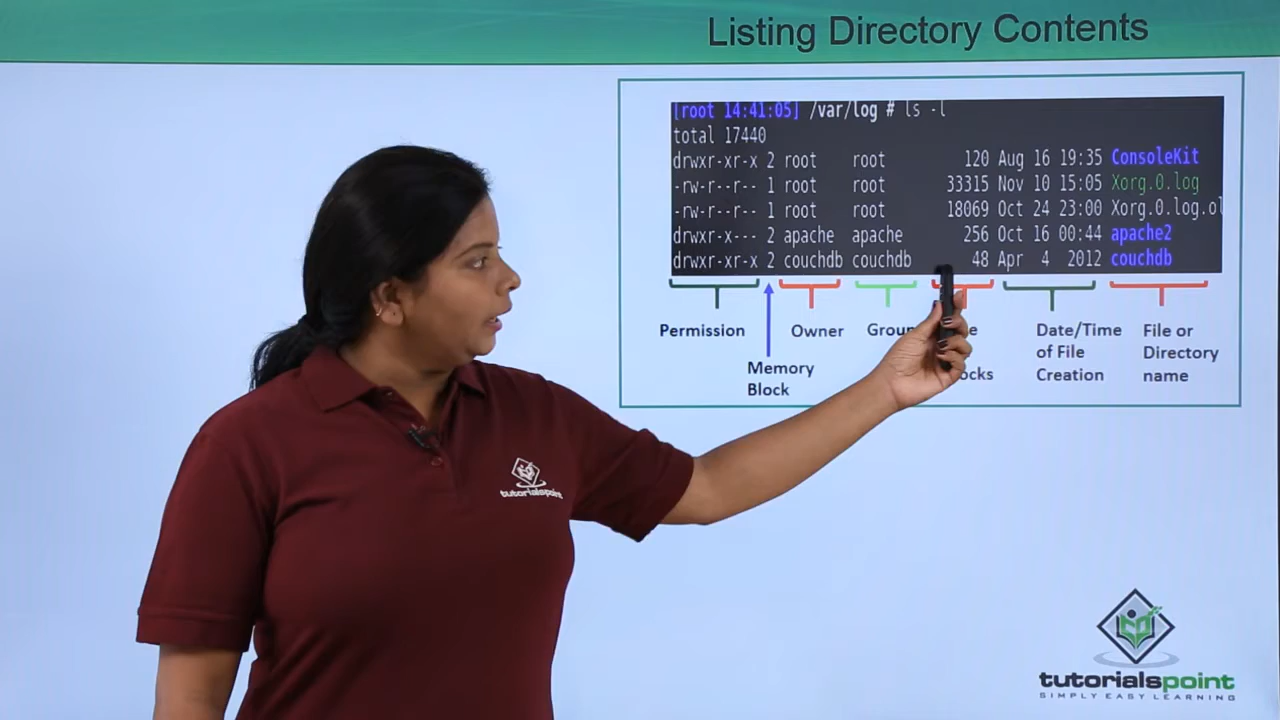 Listing Directory Contents
[root 14:41:05] /var/log # ls -l
total 17440
drwxr-xr-x 2 root root 120 Aug 16 19:35 ConsoleKit
-rw-r--r-- 1 root root 33315 Nov 10 15:05 Xorg.0.log
-rw-r--r-- 1 root root 18069 Oct 24 23:00 Xorg.0.log.ol
drwxr-x--- 2 apache apache 256 Oct 16 00:44 apache2
drwxr-xr-x 2 couchdb couchdb 48 Apr 4 2012 couchdb
Permission
Memory
Block
Owner
Date/Time
of File
Creation
File or
Directory
name
tutorialspoint
tutorialspoint
SIMPLY EASY LEARNING